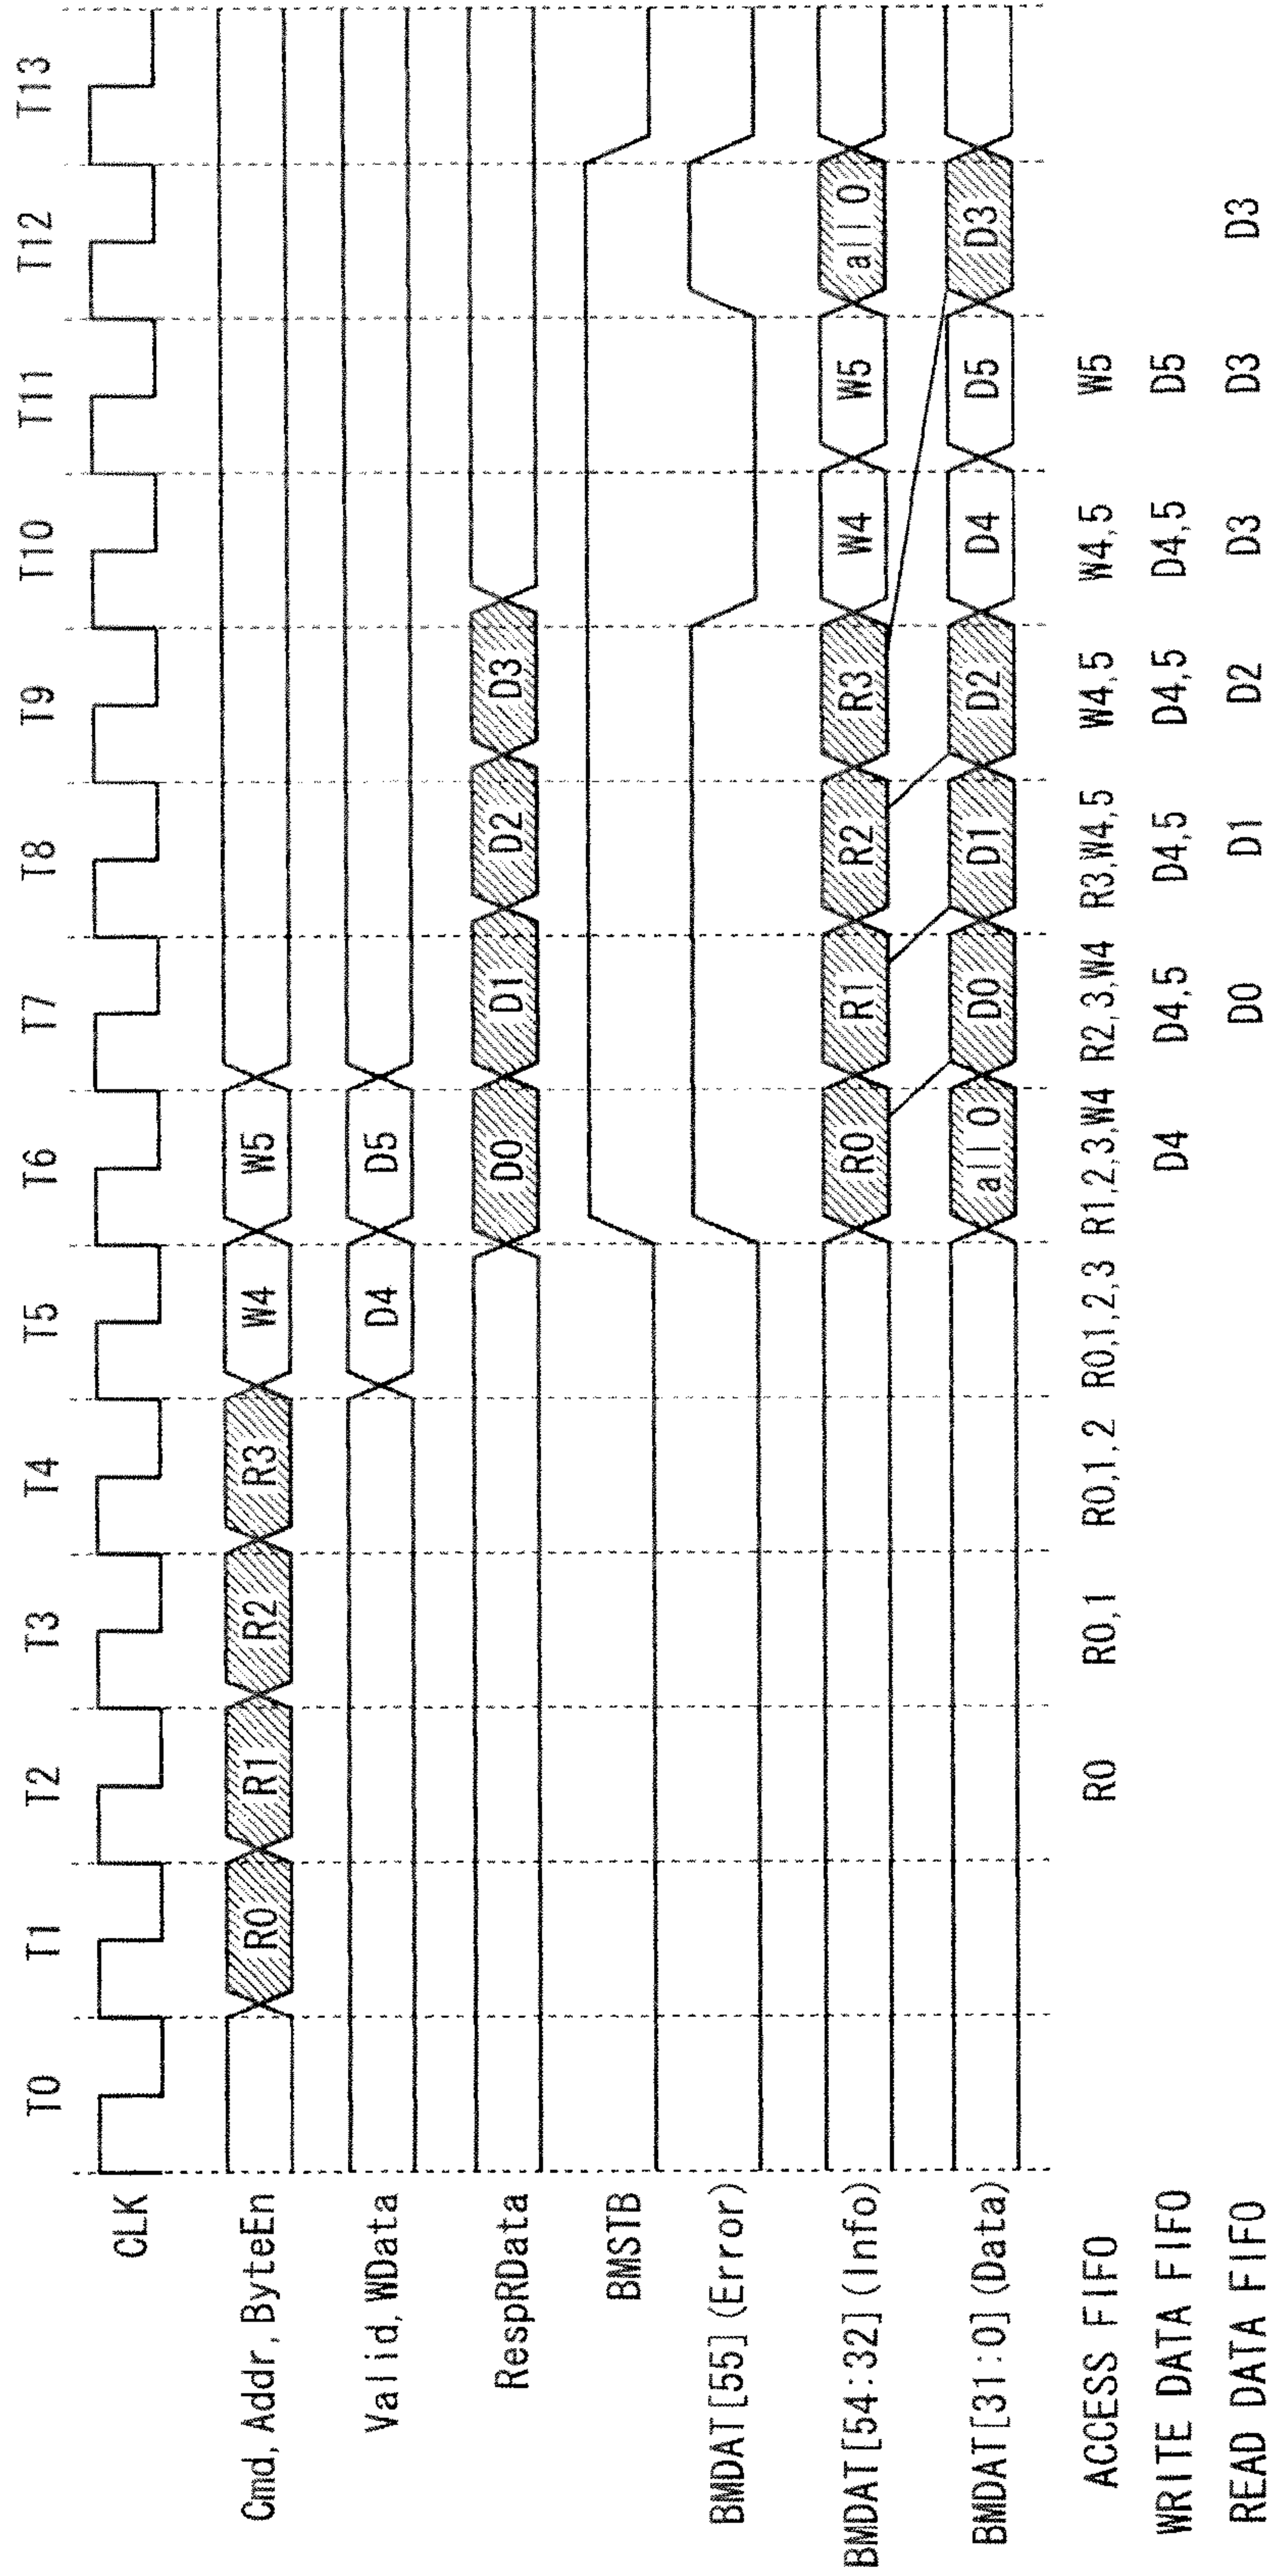 T0 T1 T2 T3 T4 T5 T6 T7 T8 T9 T10 T11 T12 T13
CLK
Cmd, Addr, ByteEn R0 R1 R2 R3 W4 W5
Valid, WData D4 D5
RespRData D0 D1 D2 D3
BMSTB
BMDAT[55](Error)
BMDAT[54:32](Info) R0 R1 R2 R3 W4 W5 all 0
BMDAT[31:0](Data) all 0 D0 D1 D2 D4 D5 D3
ACCESS FIFO R0 R0,1 R0,1,2 R0,1,2,3 R1,2,3,W4 R2,3,W4 R3,W4,5 W4,5 W4,5 W5
WRITE DATA FIFO D4 D4,5 D4,5 D4,5 D4,5 D5
READ DATA FIFO D0 D1 D2 D3 D3 D3